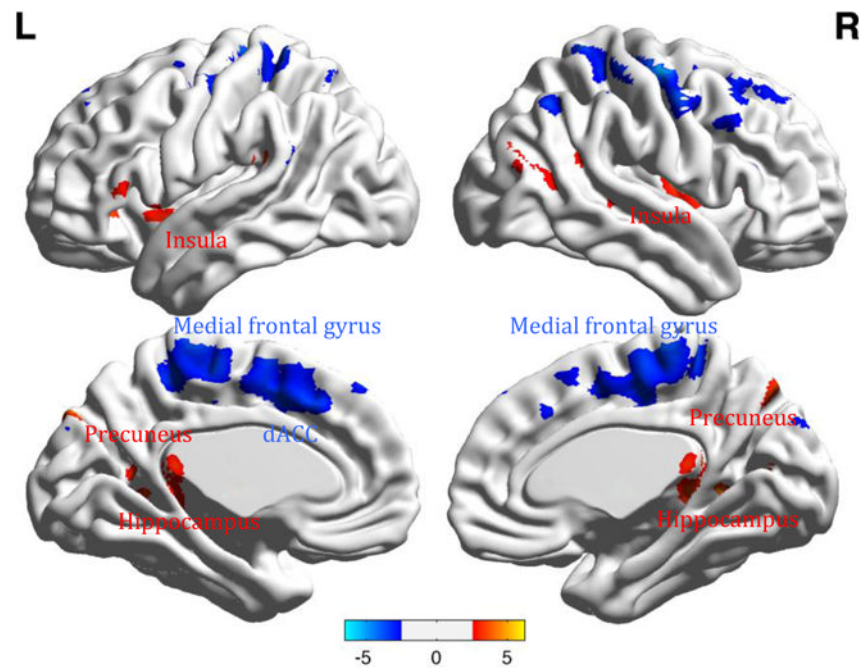 L R
Insula Insula
Medial frontal gyrus Medial frontal gyrus
Precuneus dACC Precuneus
Hippocampus Hippocampus
-5 0 5